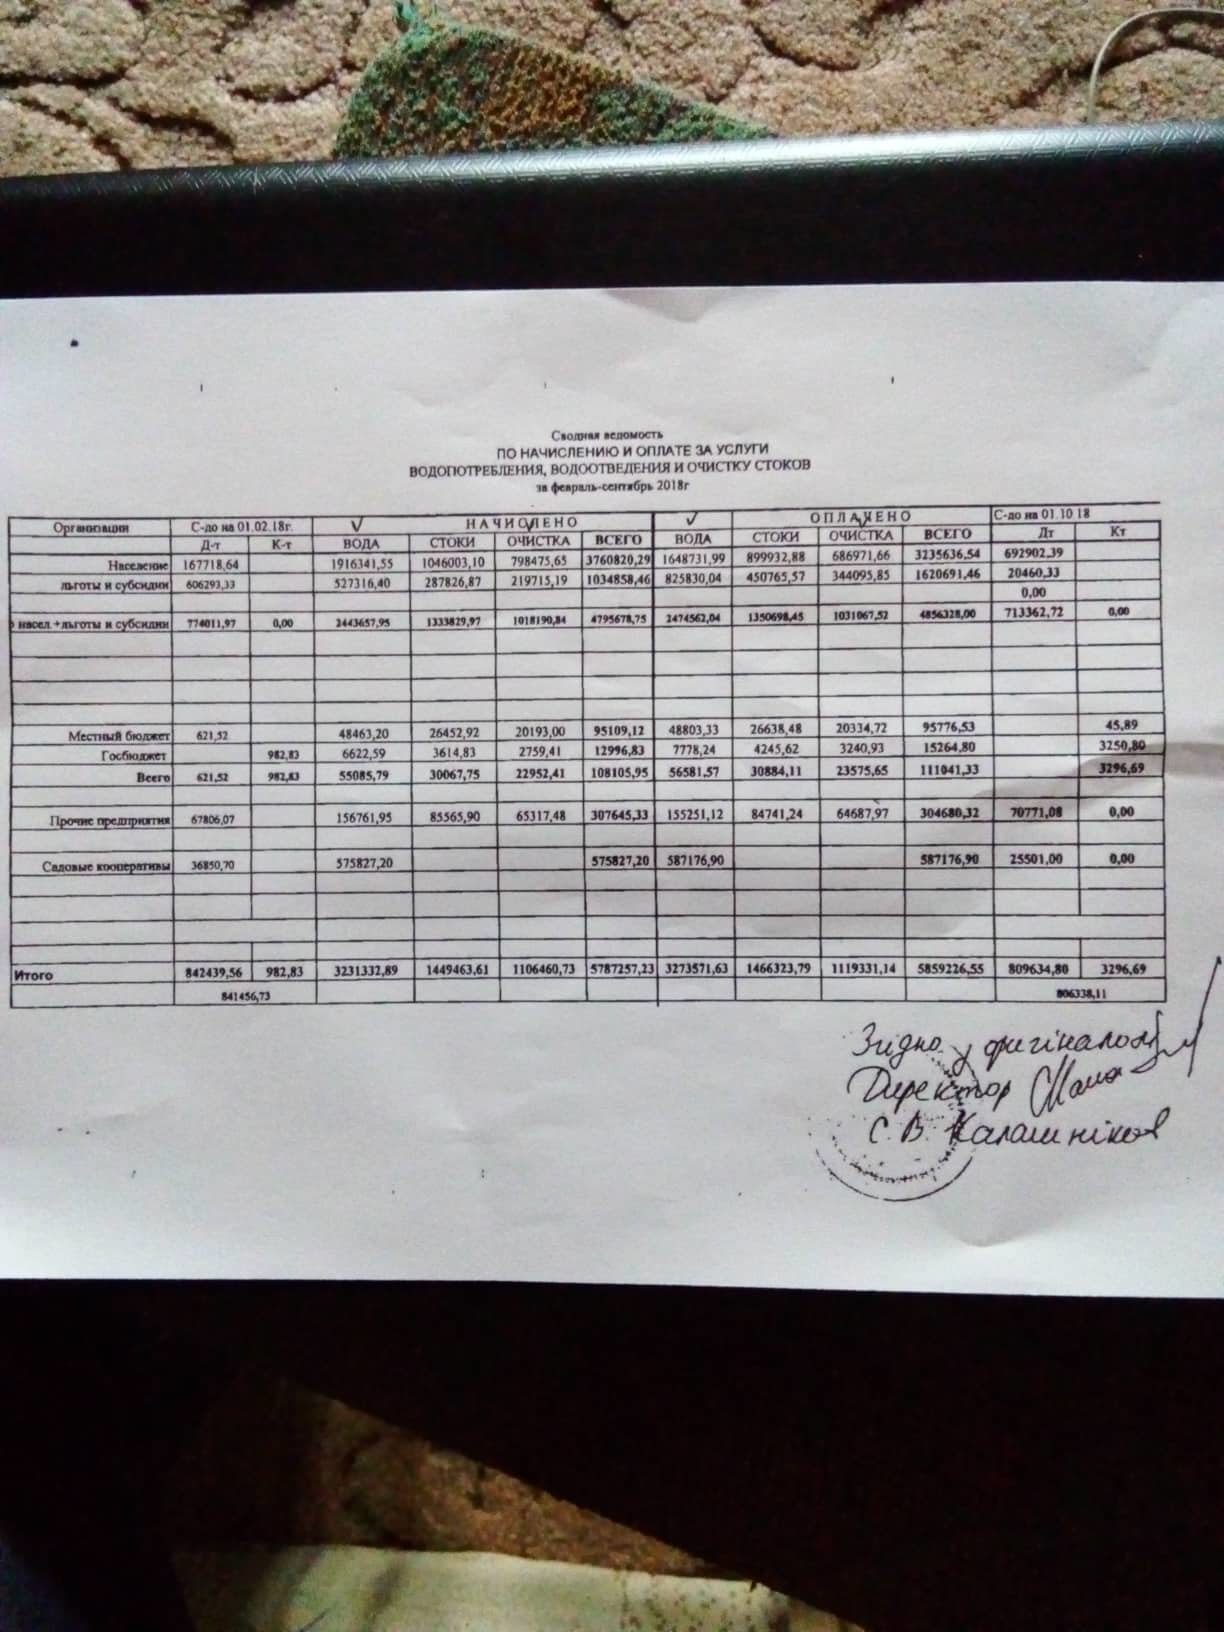 Сводная ведомость
ПО НАЧИСЛЕНИЮ И ОПЛАТЕ ЗА УСЛУГИ
ВОДОПОТРЕБЛЕНИЯ, ВОДООТВЕДЕНИЯ И ОЧИСТКУ СТОКОВ
за февраль-сентябрь 2018г
Организации С-до на 01.02.18г. НАЧИСЛЕНО ОПЛАЧЕНО С-до на 01.10.18
Д-т К-т ВОДА СТОКИ ОЧИСТКА ВСЕГО ВОДА СТОКИ ОЧИСТКА ВСЕГО Дт Кт
Население 167718,64 1916341,55 1046003,10 798475,65 3760820,29 1648731,99 899932,88 686971,66 3235636,54 692902,39
льготы и субсидии 606293,33 527316,40 287826,87 219715,19 1034858,46 825830,04 450765,57 344095,85 1620691,46 20460,33
0,00
насел.+льготы и субсидии 774011,97 0,00 2443657,95 1333829,97 1018190,84 4795678,75 2474562,04 1350698,45 1031067,52 4856328,00 713362,72 0,00
Местный бюджет 621,52 48463,20 26452,92 20193,00 95109,12 48803,33 26638,48 20334,72 95776,53 45,89
Госбюджет 982,83 6622,59 3614,83 2759,41 12996,83 7778,24 4245,62 3240,93 15264,80 3250,80
Всего 621,52 982,83 55085,79 30067,75 22952,41 108105,95 56581,57 30884,11 23575,65 111041,33 3296,69
Прочие предприятия 67806,07 156761,95 85565,90 65317,48 307645,33 155251,12 84741,24 64687,97 304680,32 70771,08 0,00
Садовые кооперативы 36850,70 575827,20 575827,20 587176,90 587176,90 25501,00 0,00
Итого 842439,56 982,83 3231332,89 1449463,61 1106460,73 5787257,23 3273571,63 1466323,79 1119331,14 5859226,55 809634,80 3296,69
841456,73 806338,11
Згидно у оригіналом
Директор
С.В. Калашніков